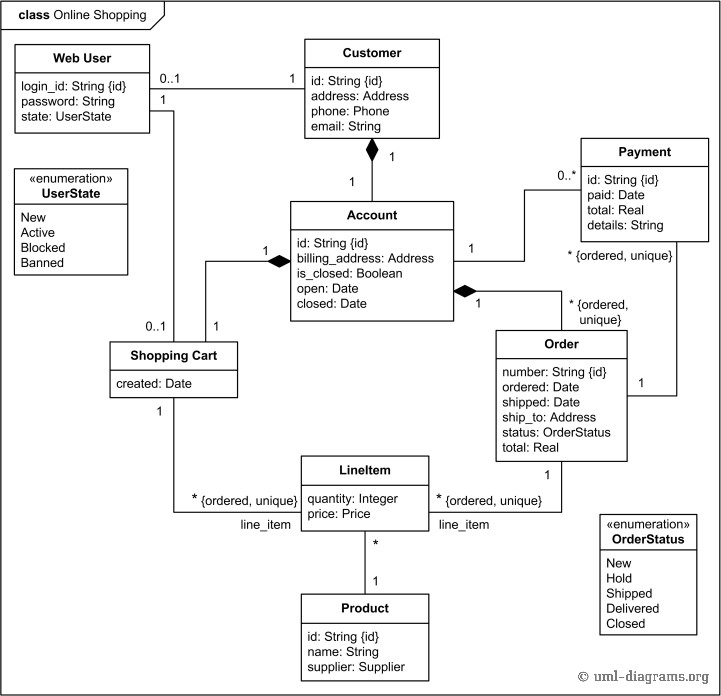 class Online Shopping
Web User
login_id: String {id}
password: String
state: UserState
Customer
id: String {id}
address: Address
phone: Phone
email: String
0..1
1
1
1
1
«enumeration»
UserState
New
Active
Blocked
Banned
Payment
id: String {id}
paid: Date
total: Real
details: String
0..*
Account
id: String {id}
billing_address: Address
is_closed: Boolean
open: Date
closed: Date
1
1
* {ordered, unique}
1
* {ordered,
unique}
0..1
1
Shopping Cart
created: Date
Order
number: String {id}
ordered: Date
shipped: Date
ship_to: Address
status: OrderStatus
total: Real
1
1
1
LineItem
quantity: Integer
price: Price
* {ordered, unique}
line_item
* {ordered, unique}
line_item
*
1
«enumeration»
OrderStatus
New
Hold
Shipped
Delivered
Closed
Product
id: String {id}
name: String
supplier: Supplier
© uml-diagrams.org